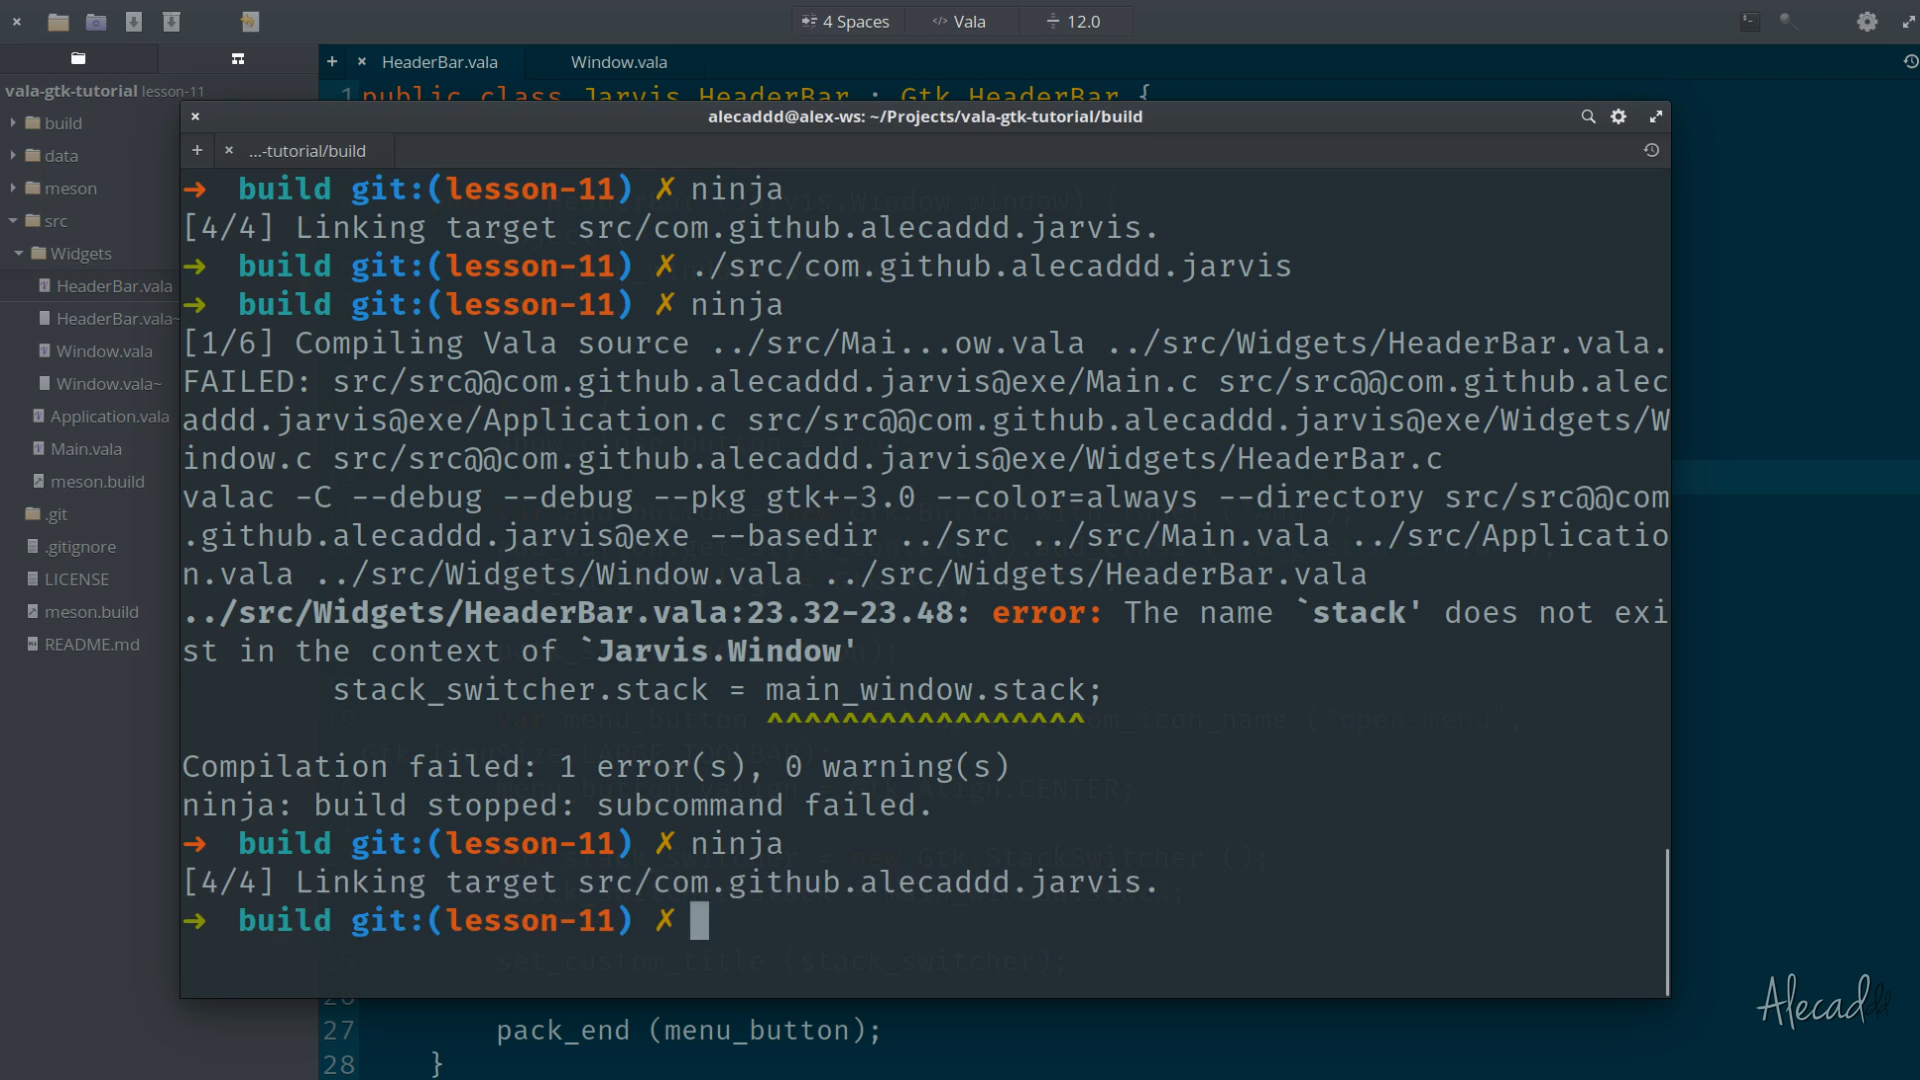 4 Spaces
Vala
12.0
HeaderBar.vala
Window.vala
vala-gtk-tutorial lesson-11
1 public class Jarvis.HeaderBar : Gtk.HeaderBar {
build
data
meson
src
Widgets
HeaderBar.vala
HeaderBar.vala~
Window.vala
Window.vala~
Application.vala
Main.vala
meson.build
.git
.gitignore
LICENSE
meson.build
README.md
alecaddd@alex-ws: ~/Projects/vala-gtk-tutorial/build
...-tutorial/build
➜ build git:(lesson-11) ✗ ninja
[4/4] Linking target src/com.github.alecaddd.jarvis.
➜ build git:(lesson-11) ✗ ./src/com.github.alecaddd.jarvis
➜ build git:(lesson-11) ✗ ninja
[1/6] Compiling Vala source ../src/Mai...ow.vala ../src/Widgets/HeaderBar.vala.
FAILED: src/src@@com.github.alecaddd.jarvis@exe/Main.c src/src@@com.github.alec
addd.jarvis@exe/Application.c src/src@@com.github.alecaddd.jarvis@exe/Widgets/W
indow.c src/src@@com.github.alecaddd.jarvis@exe/Widgets/HeaderBar.c
valac -C --debug --debug --pkg gtk+-3.0 --color=always --directory src/src@@com
.github.alecaddd.jarvis@exe --basedir ../src ../src/Main.vala ../src/Applicatio
n.vala ../src/Widgets/Window.vala ../src/Widgets/HeaderBar.vala
../src/Widgets/HeaderBar.vala:23.32-23.48: error: The name `stack' does not exi
st in the context of `Jarvis.Window'
stack_switcher.stack = main_window.stack;
^^^^^^^^^^^^^^^^^
Compilation failed: 1 error(s), 0 warning(s)
ninja: build stopped: subcommand failed.
➜ build git:(lesson-11) ✗ ninja
[4/4] Linking target src/com.github.alecaddd.jarvis.
➜ build git:(lesson-11) ✗
set_custom_title (stack_switcher);
27 pack_end (menu_button);
28 }
Alecaddd